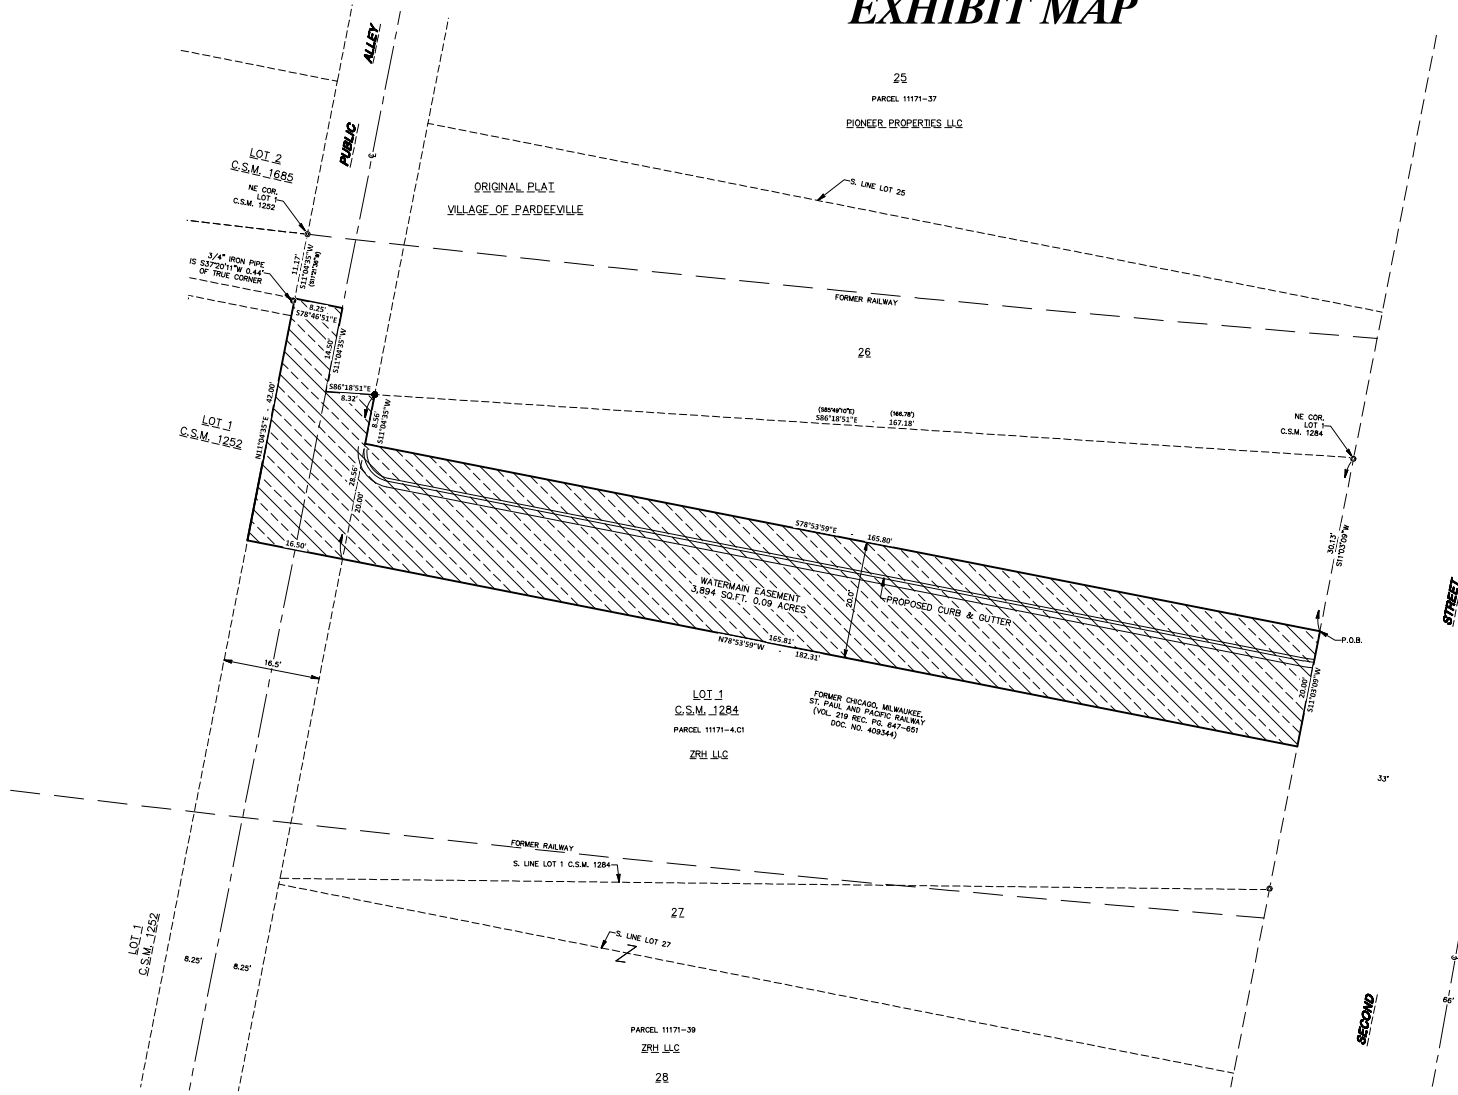 EXHIBIT MAP
PUBLIC ALLEY
25
PARCEL 11171-37
PIONEER PROPERTIES LLC
LOT 2
C.S.M. 1685
NE COR.
LOT 1
C.S.M. 1252
ORIGINAL PLAT
VILLAGE OF PARDEEVILLE
S. LINE LOT 25
3/4" IRON PIPE
IS S37°20'11"W 0.44'
OF TRUE CORNER
11.17'
S11°04'35"W
8.25'
S78°46'51"E
14.50'
S11°04'35"W
FORMER RAILWAY
26
S86°18'51"E
8.32'
8.56'
S11°04'35"W
(S85°49'10"E) (166.78')
S86°18'51"E - 167.18'
NE COR.
LOT 1
C.S.M. 1284
LOT 1
C.S.M. 1252
N11°04'35"E - 42.00'
28.56'
20.00'
16.50'
S78°53'59"E - 165.80'
30.13'
S11°03'09"W
WATERMAIN EASEMENT
3,894 SQ.FT. 0.09 ACRES
20.0'
PROPOSED CURB & GUTTER
165.81'
N78°53'59"W - 182.31'
P.O.B.
20.00'
S11°03'09"W
STREET
16.5'
LOT 1
C.S.M. 1284
PARCEL 11171-4.C1
ZRH LLC
FORMER CHICAGO, MILWAUKEE,
ST. PAUL AND PACIFIC RAILWAY
(VOL. 219 REC. PG. 647-651
DOC. NO. 409344)
33'
FORMER RAILWAY
S. LINE LOT 1 C.S.M. 1284
27
S. LINE LOT 27
LOT 1
C.S.M. 1252
8.25'
8.25'
SECOND
66'
PARCEL 11171-39
ZRH LLC
28